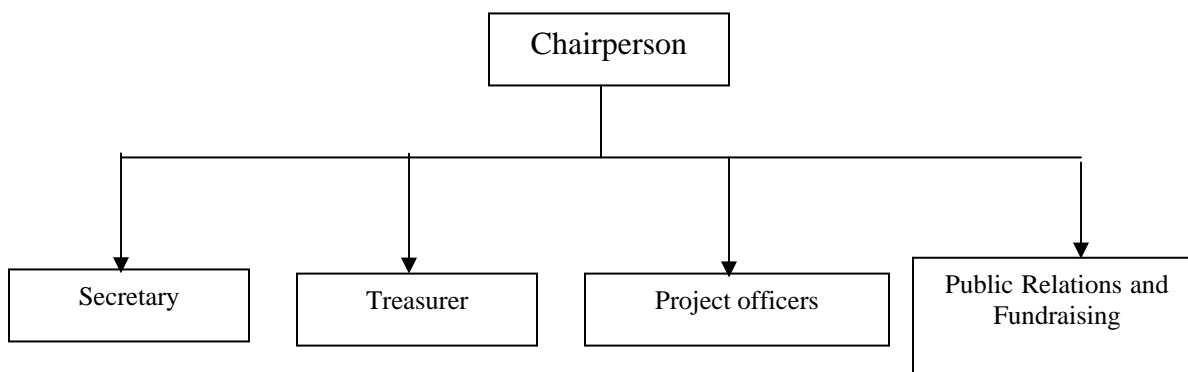 Chairperson
Secretary
Treasurer
Project officers
Public Relations and
Fundraising